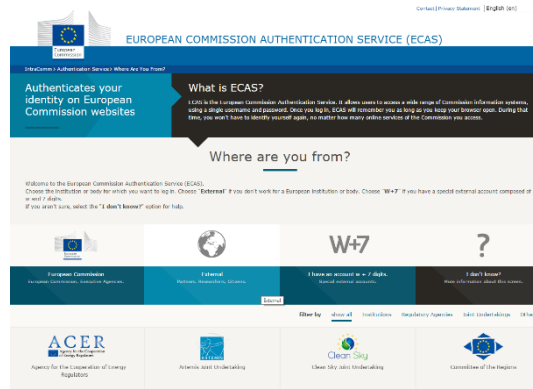 Contact | Privacy Statement | English (en)
European
Commission
EUROPEAN COMMISSION AUTHENTICATION SERVICE (ECAS)
IntraComm > Authentication Service > Where Are You From?
Authenticates your
identity on European
Commission websites
What is ECAS?
ECAS is the European Commission Authentication Service. It allows users to access a wide range of Commission information systems,
using a single username and password. Once you log in, ECAS will remember you as long as you keep your browser open. During that
time, you won't have to identify yourself again, no matter how many online services of the Commission you access.
Where are you from?
Welcome to the European Commission Authentication Service (ECAS).
Choose the institution or body for which you want to log in. Choose "External" if you don't work for a European institution or body. Choose "W+7" if you have a special external account composed of
w and 7 digits.
If you aren't sure, select the "I don't know?" option for help.
W+7
?
European Commission
European Commission, Executive Agencies.
External
Partners, Researchers, Citizens.
I have an account w + 7 digits.
Special external accounts.
I don't know?
More information about this screen.
External
filter by show all Institutions Regulatory Agencies Joint Undertakings Othe
ACER
Agency for the Cooperation
of Energy Regulators
ARTEMIS
Clean Sky
Agency for the Cooperation of Energy
Regulators
Artemis Joint Undertaking
Clean Sky Joint Undertaking
Committee of the Regions